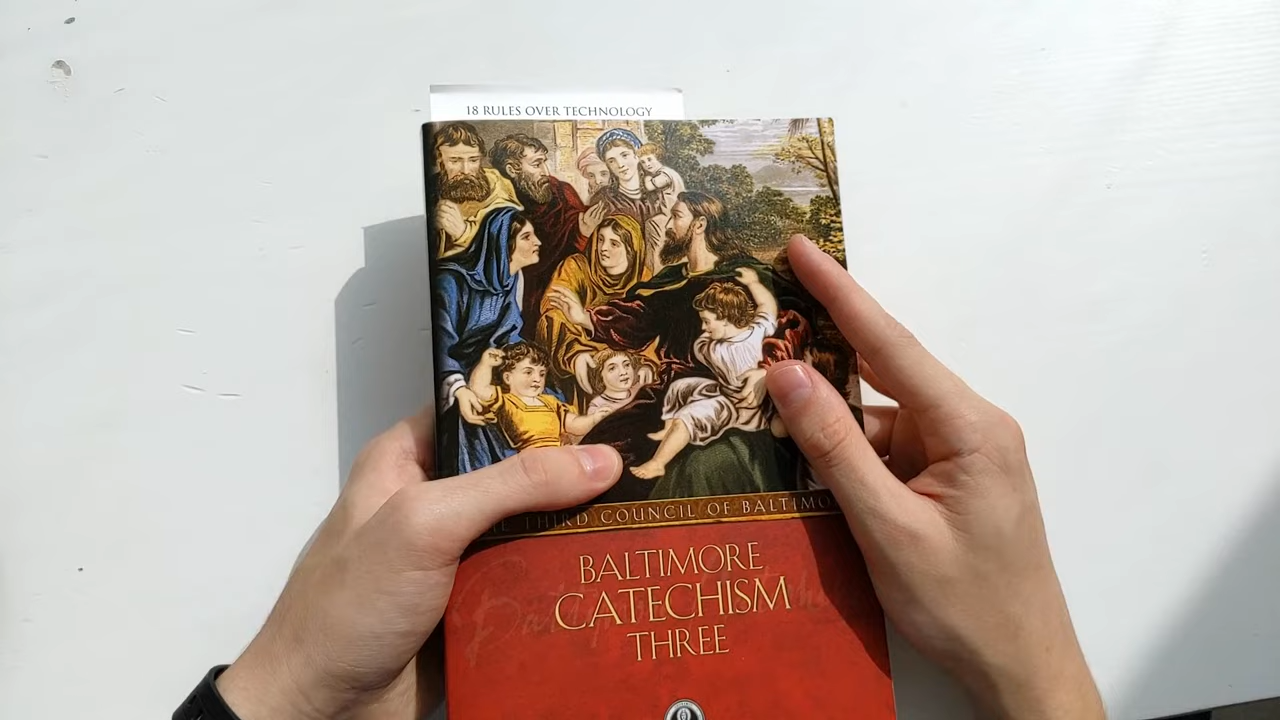 18 RULES OVER TECHNOLOGY
THIRD COUNCIL OF BALTIMO
BALTIMORE
CATECHISM
THREE